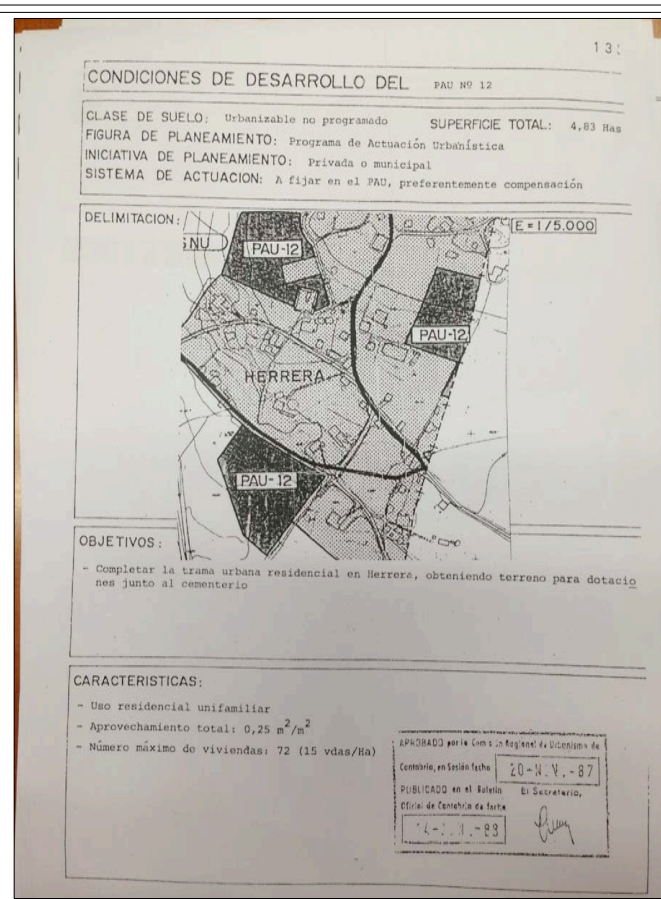 13
CONDICIONES DE DESARROLLO DEL PAU Nº 12
CLASE DE SUELO: Urbanizable no programado SUPERFICIE TOTAL: 4,83 Has
FIGURA DE PLANEAMIENTO: Programa de Actuación Urbanística
INICIATIVA DE PLANEAMIENTO: Privada o municipal
SISTEMA DE ACTUACION: A fijar en el PAU, preferentemente compensación
DELIMITACION:
E = 1/5.000
SNU
PAU-12
PAU-12
HERRERA
PAU-12
OBJETIVOS:
- Completar la trama urbana residencial en Herrera, obteniendo terreno para dotacio
nes junto al cementerio
CARACTERISTICAS:
- Uso residencial unifamiliar
- Aprovechamiento total: 0,25 m²/m²
- Número máximo de viviendas: 72 (15 vdas/Ha)
APROBADO por la Comisión Regional de Urbanismo de
Cantabria, en Sesión fecha 20-NOV.-87
PUBLICADO en el Boletín El Secretario,
Oficial de Cantabria de fecha